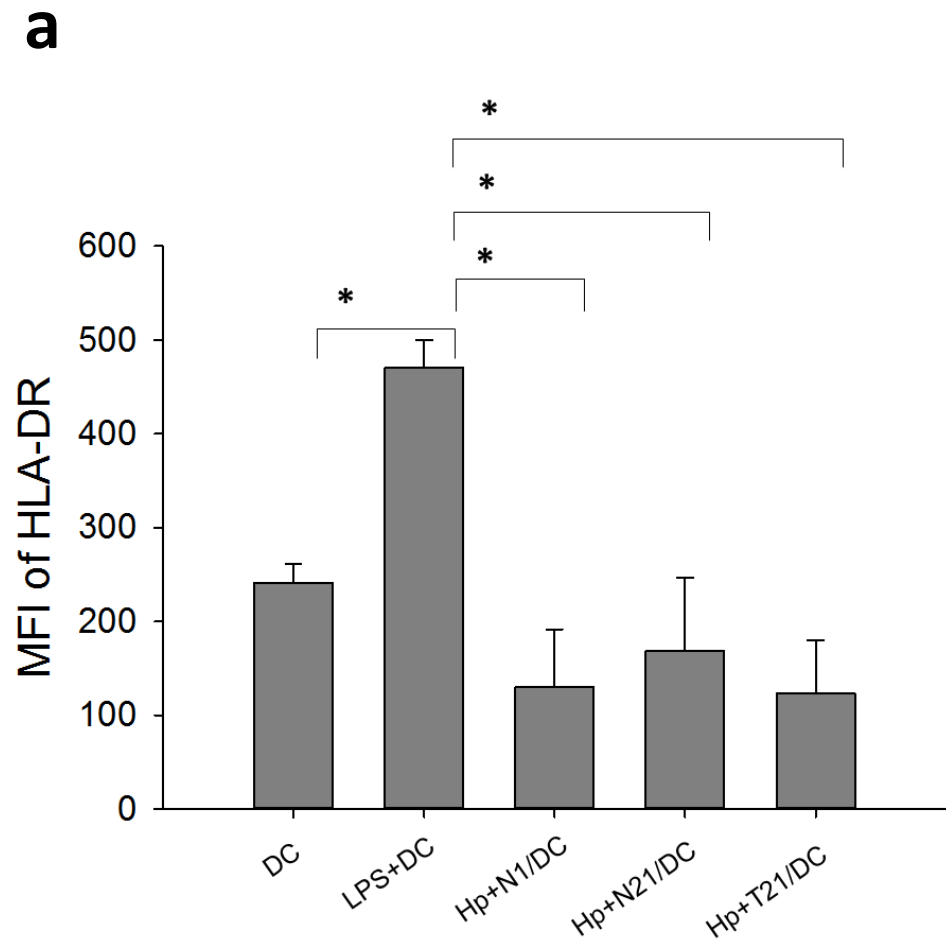 a
*
*
*
*
600
500
400
300
200
100
0
MFI of HLA-DR
DC
LPS+DC
Hp+N1/DC
Hp+N21/DC
Hp+T21/DC